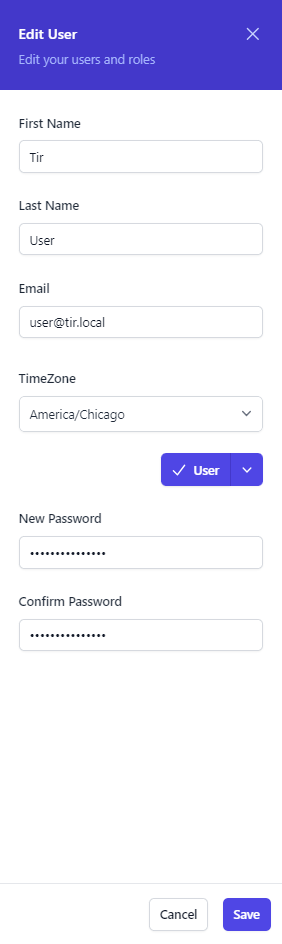 Edit User
Edit your users and roles
First Name
Tir
Last Name
User
Email
user@tir.local
TimeZone
America/Chicago
User
New Password
•••••••••••••••
Confirm Password
•••••••••••••••
Cancel Save